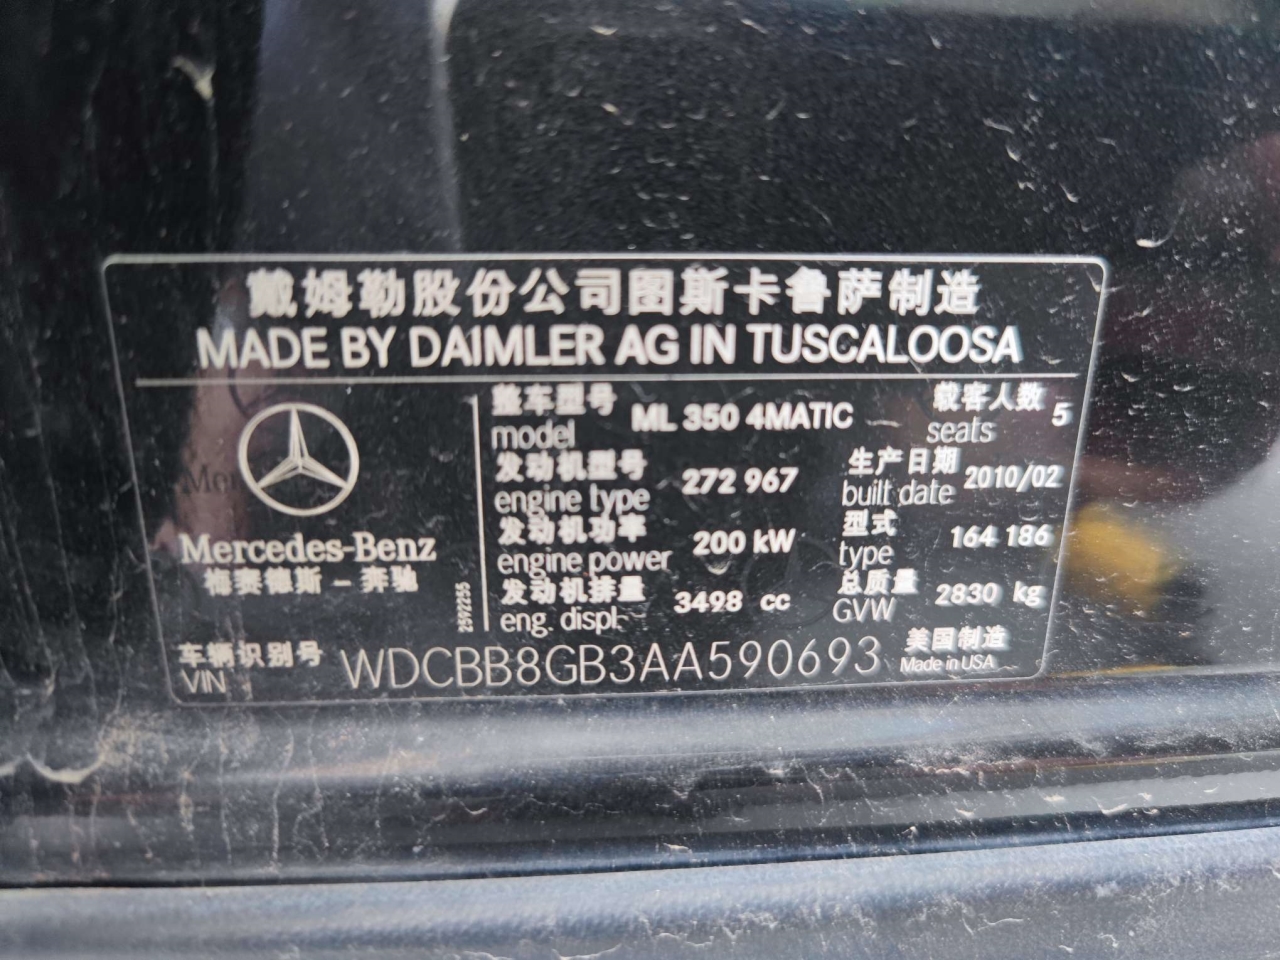 戴姆勒股份公司图斯卡鲁萨制造
MADE BY DAIMLER AG IN TUSCALOOSA
整车型号 ML 350 4MATIC 载客人数 5
model seats
发动机型号 272 967 生产日期 2010/02
engine type built date
发动机功率 200 kW 型式 164 186
engine power type
发动机排量 3498 cc 总质量 2830 kg
eng. displ. GVW
Mercedes-Benz
梅赛德斯-奔驰
2592255
车辆识别号 WDCBB8GB3AA590693 美国制造
VIN Made in USA